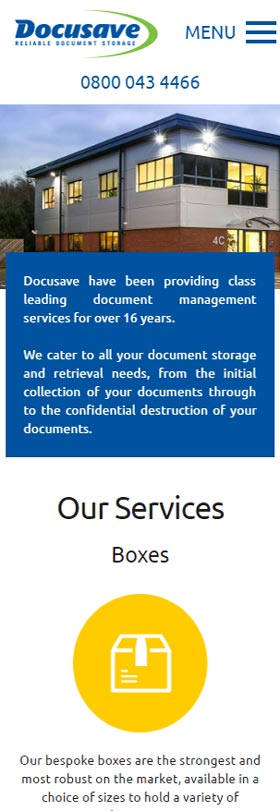 Docusave
RELIABLE DOCUMENT STORAGE
MENU
0800 043 4466
4C
Docusave have been providing class
leading document management
services for over 16 years.
We cater to all your document storage
and retrieval needs, from the initial
collection of your documents through
to the confidential destruction of your
documents.
Our Services
Boxes
Our bespoke boxes are the strongest and
most robust on the market, available in a
choice of sizes to hold a variety of